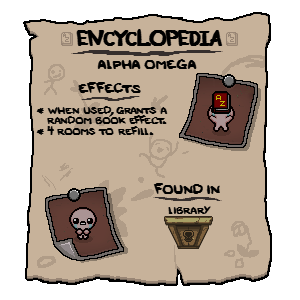 ENCYCLOPEDIA
ALPHA OMEGA
EFFECTS
* WHEN USED, GRANTS A
RANDOM BOOK EFFECT.
* 4 ROOMS TO REFILL.
A
Z
FOUND IN
LIBRARY